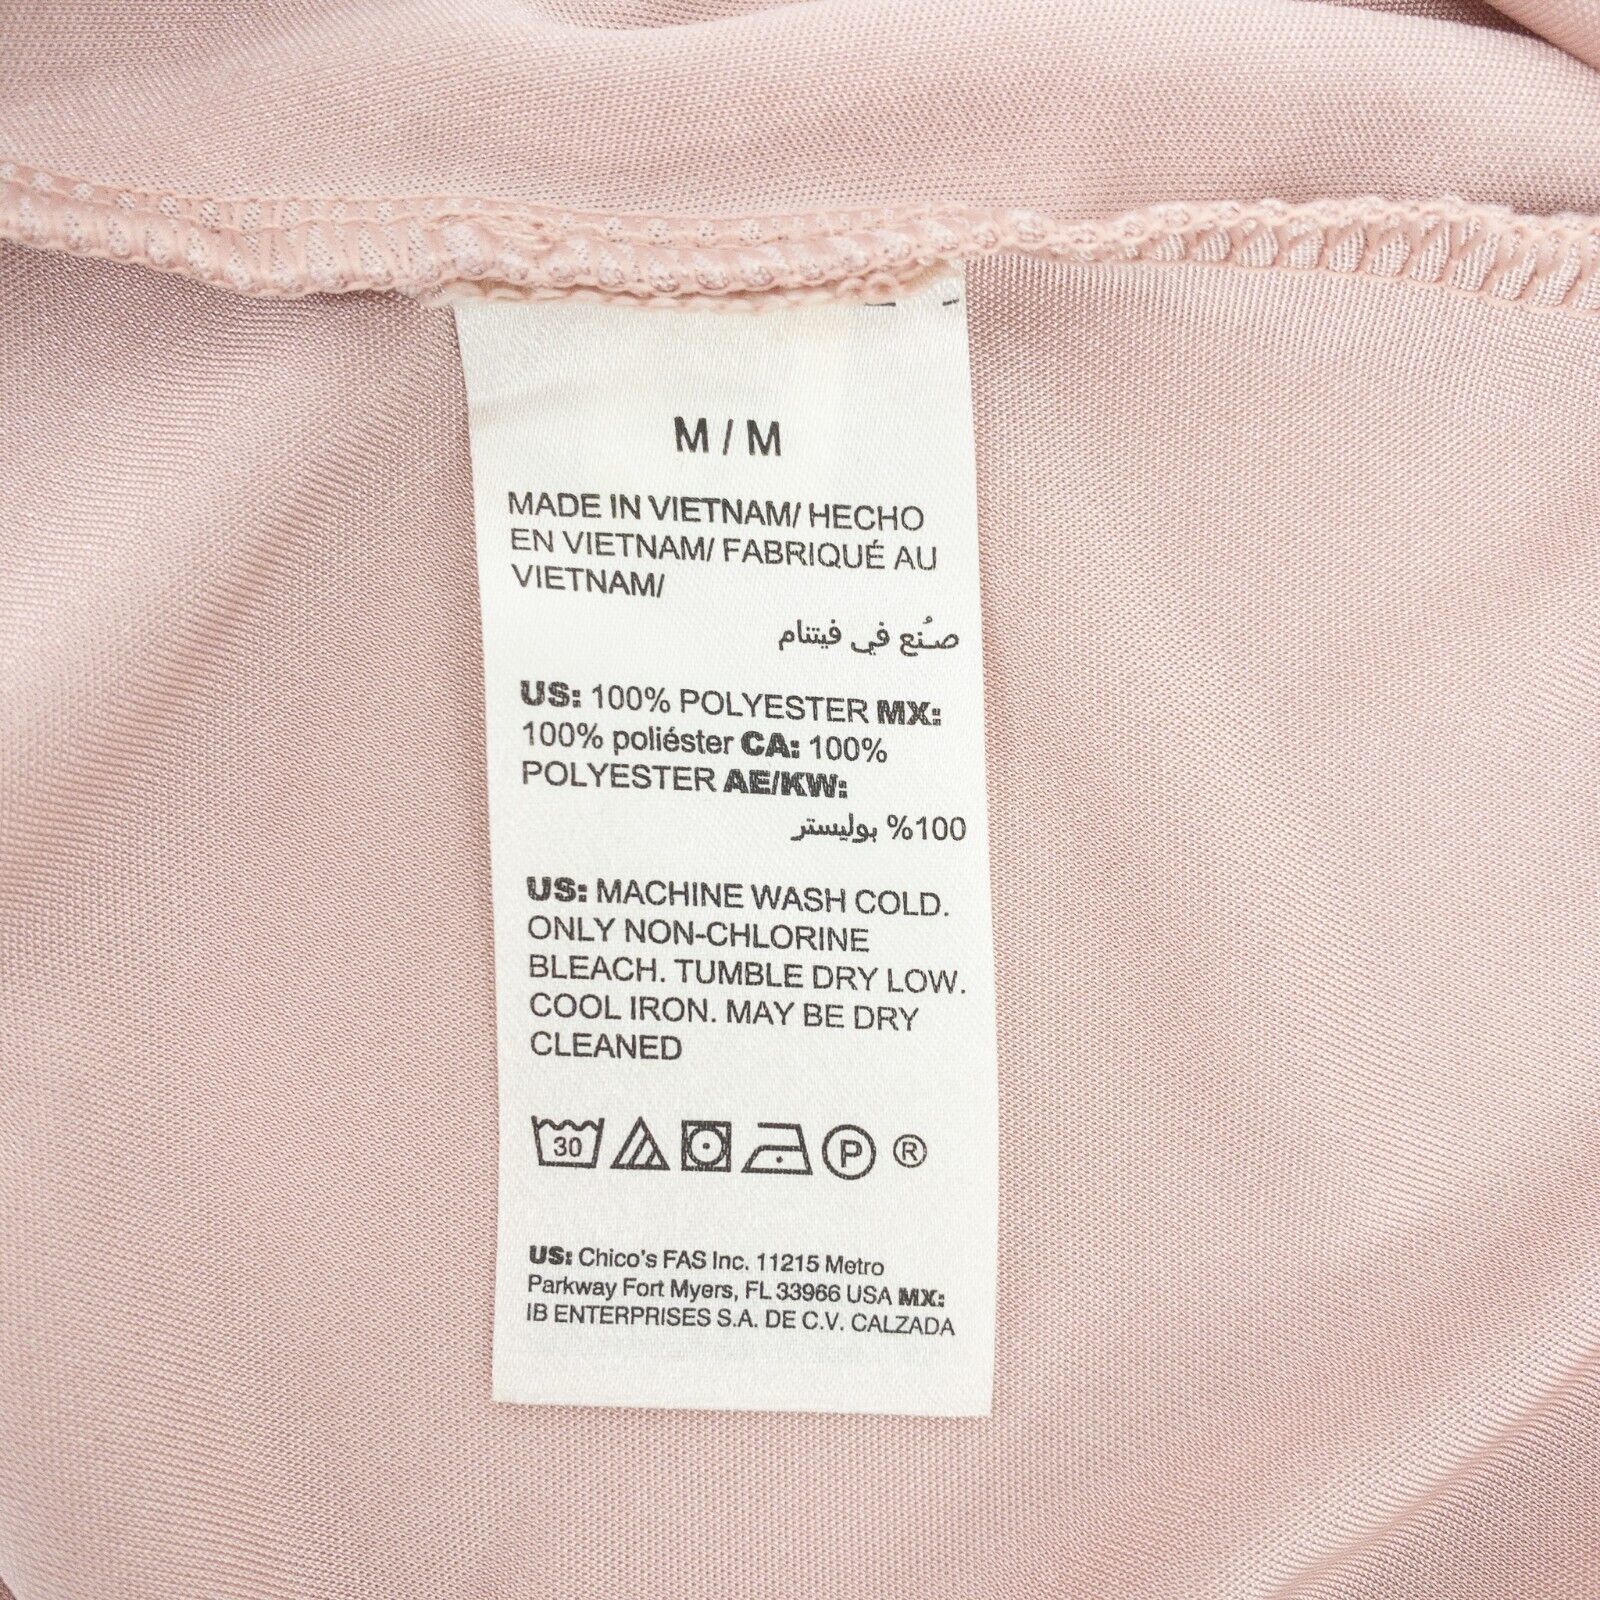 M / M
MADE IN VIETNAM/ HECHO
EN VIETNAM/ FABRIQUÉ AU
VIETNAM/
صُنع في فيتنام
US: 100% POLYESTER MX:
100% poliéster CA: 100%
POLYESTER AE/KW:
100% بوليستر
US: MACHINE WASH COLD.
ONLY NON-CHLORINE
BLEACH. TUMBLE DRY LOW.
COOL IRON. MAY BE DRY
CLEANED
30 P ®
US: Chico's FAS Inc. 11215 Metro
Parkway Fort Myers, FL 33966 USA MX:
IB ENTERPRISES S.A. DE C.V. CALZADA